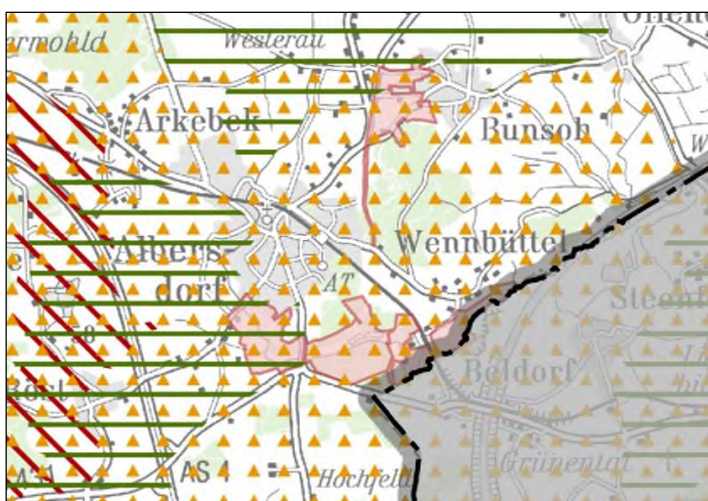 Westerau
Arkebek
Bunsoh
Albers-
dorf
Wennbüttel
AT
Beldorf
AS 4
Hochfeld
Grünental